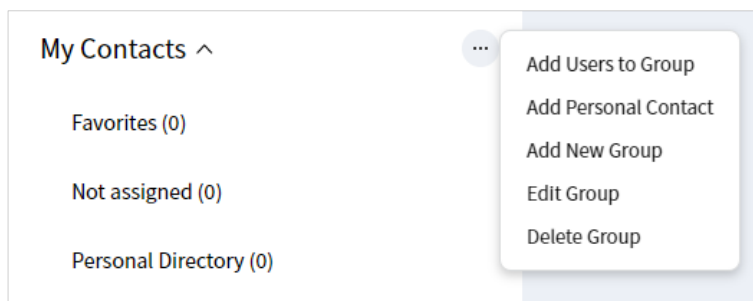 My Contacts
Favorites (0)
Not assigned (0)
Personal Directory (0)
...
Add Users to Group
Add Personal Contact
Add New Group
Edit Group
Delete Group